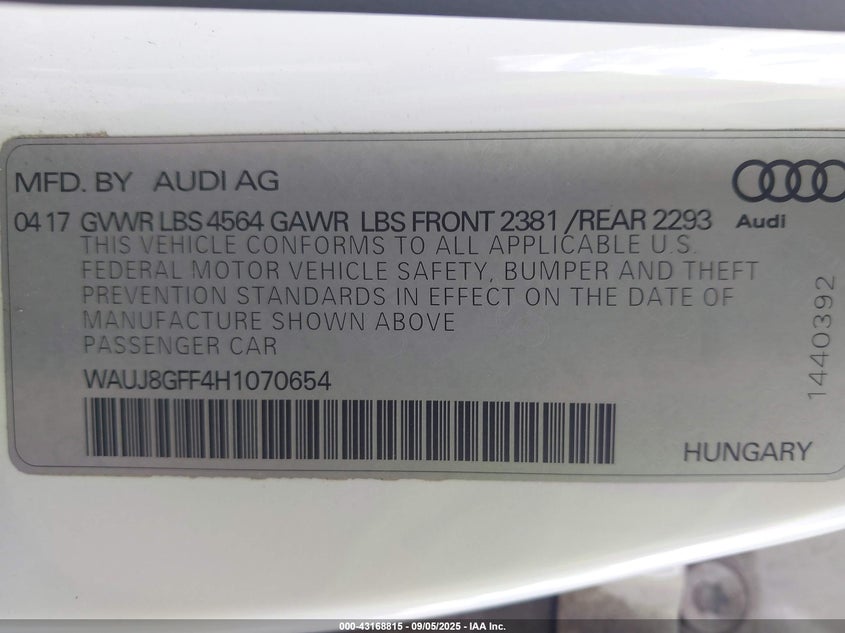 MFD. BY AUDI AG
04 17 GVWR LBS 4564 GAWR LBS FRONT 2381 /REAR 2293
Audi
THIS VEHICLE CONFORMS TO ALL APPLICABLE U.S.
FEDERAL MOTOR VEHICLE SAFETY, BUMPER AND THEFT
PREVENTION STANDARDS IN EFFECT ON THE DATE OF
MANUFACTURE SHOWN ABOVE
PASSENGER CAR
WAUJ8GFF4H1070654
1440392
HUNGARY
000-43168815 - 09/05/2025 - IAA Inc.